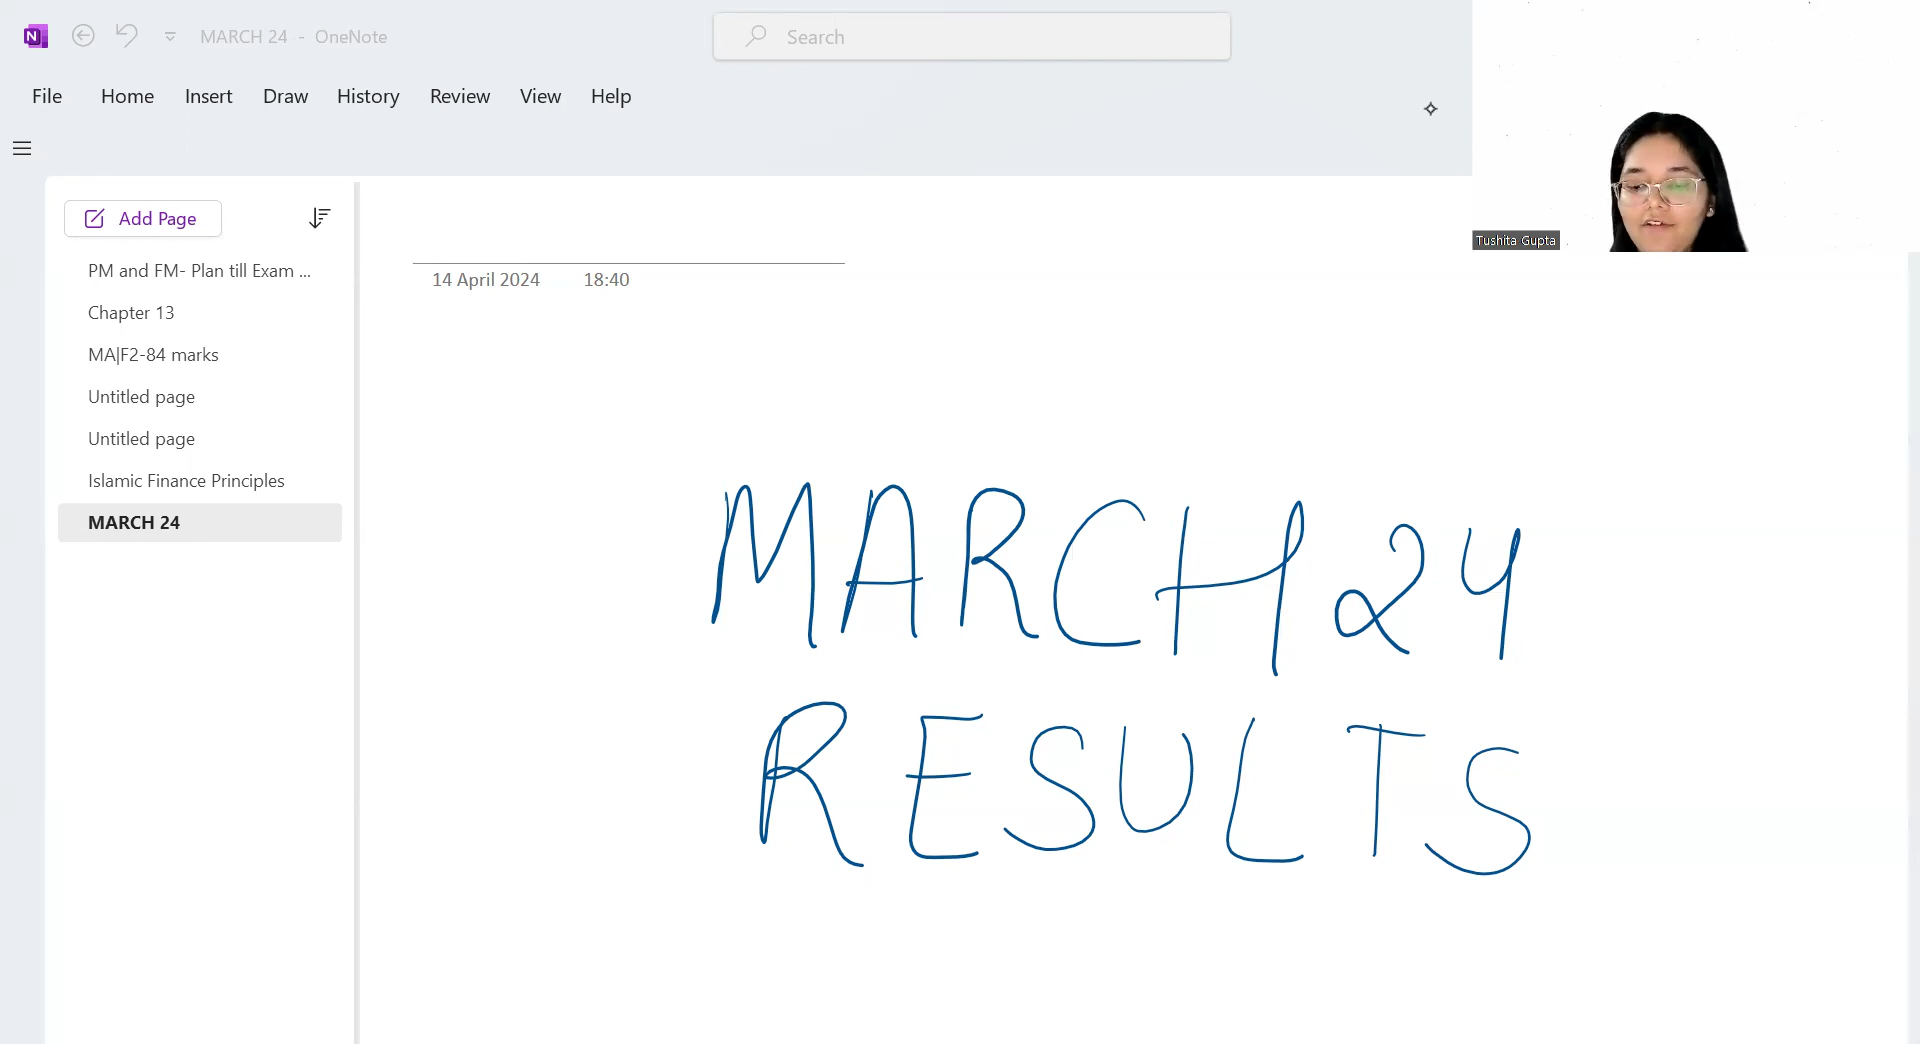 MARCH 24 - OneNote
Search
File Home Insert Draw History Review View Help
Tushita Gupta
Add Page
PM and FM- Plan till Exam ...
Chapter 13
MA|F2-84 marks
Untitled page
Untitled page
Islamic Finance Principles
MARCH 24
14 April 2024 18:40
MARCH 24
RESULTS